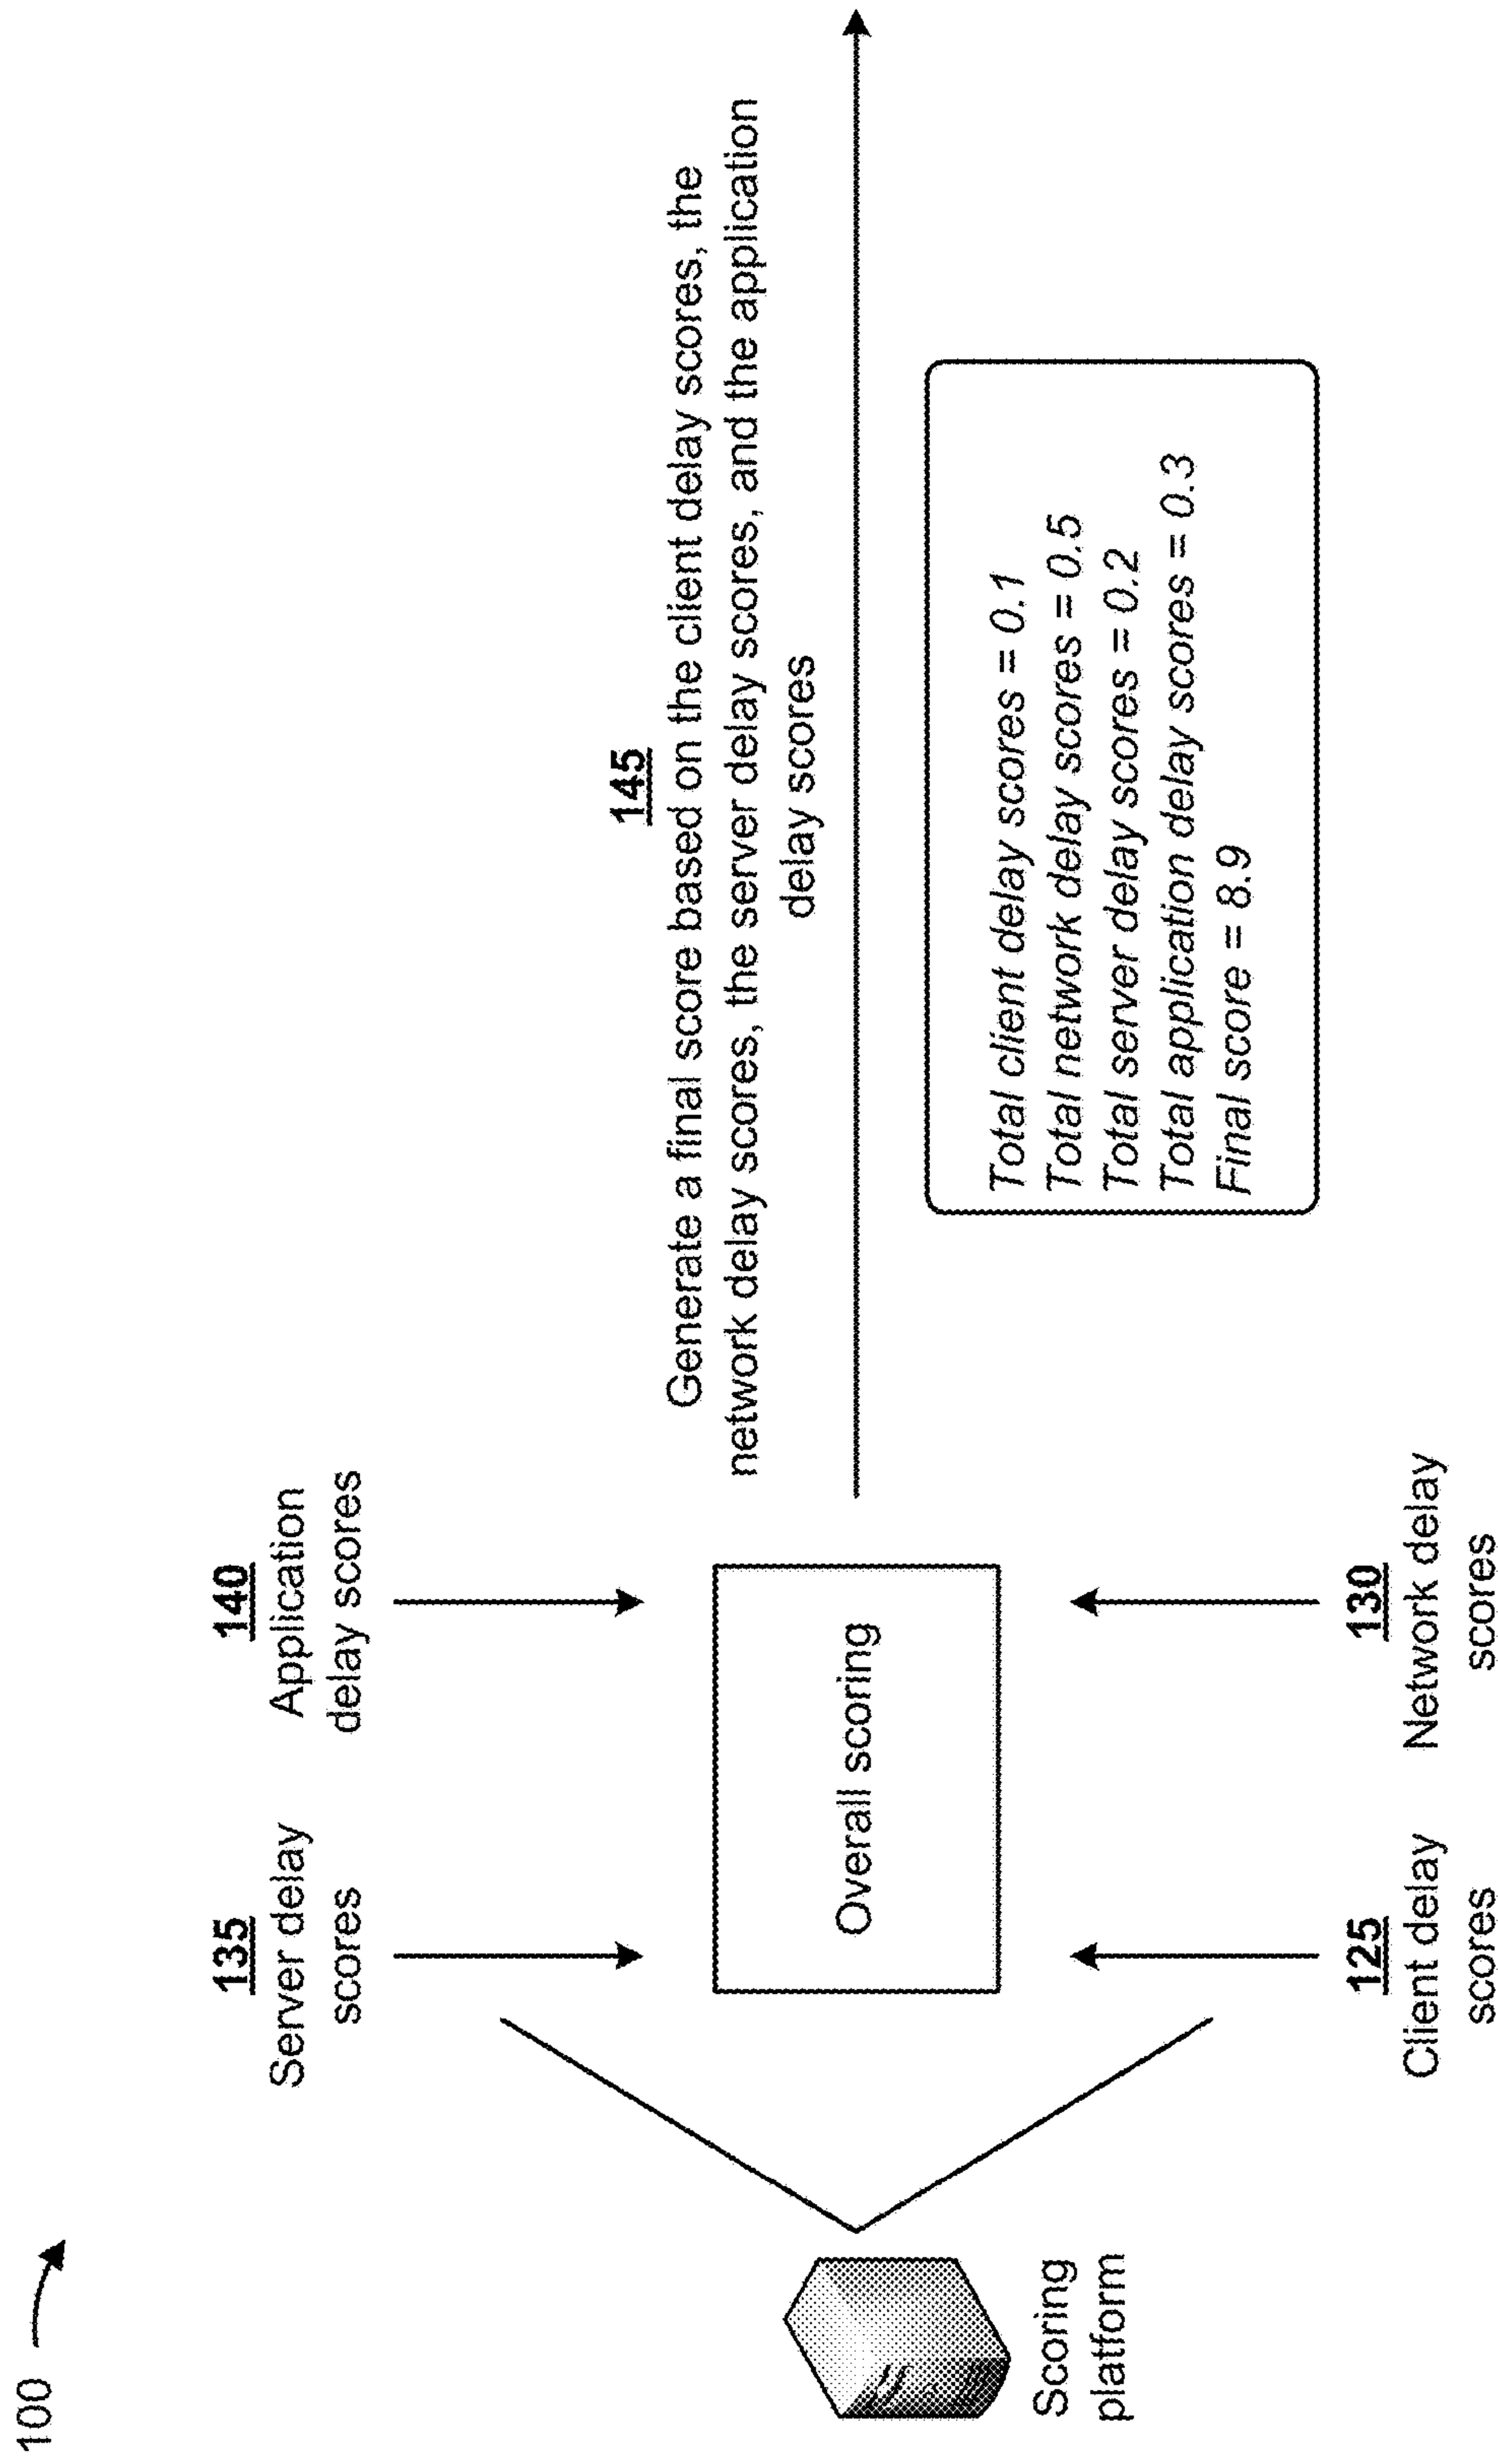 100
135
Server delay
scores
140
Application
delay scores
145
Generate a final score based on the client delay scores, the
network delay scores, the server delay scores, and the application
delay scores
Overall scoring
Scoring
platform
Total client delay scores = 0.1
Total network delay scores = 0.5
Total server delay scores = 0.2
Total application delay scores = 0.3
Final score = 8.9
125
Client delay
scores
130
Network delay
scores